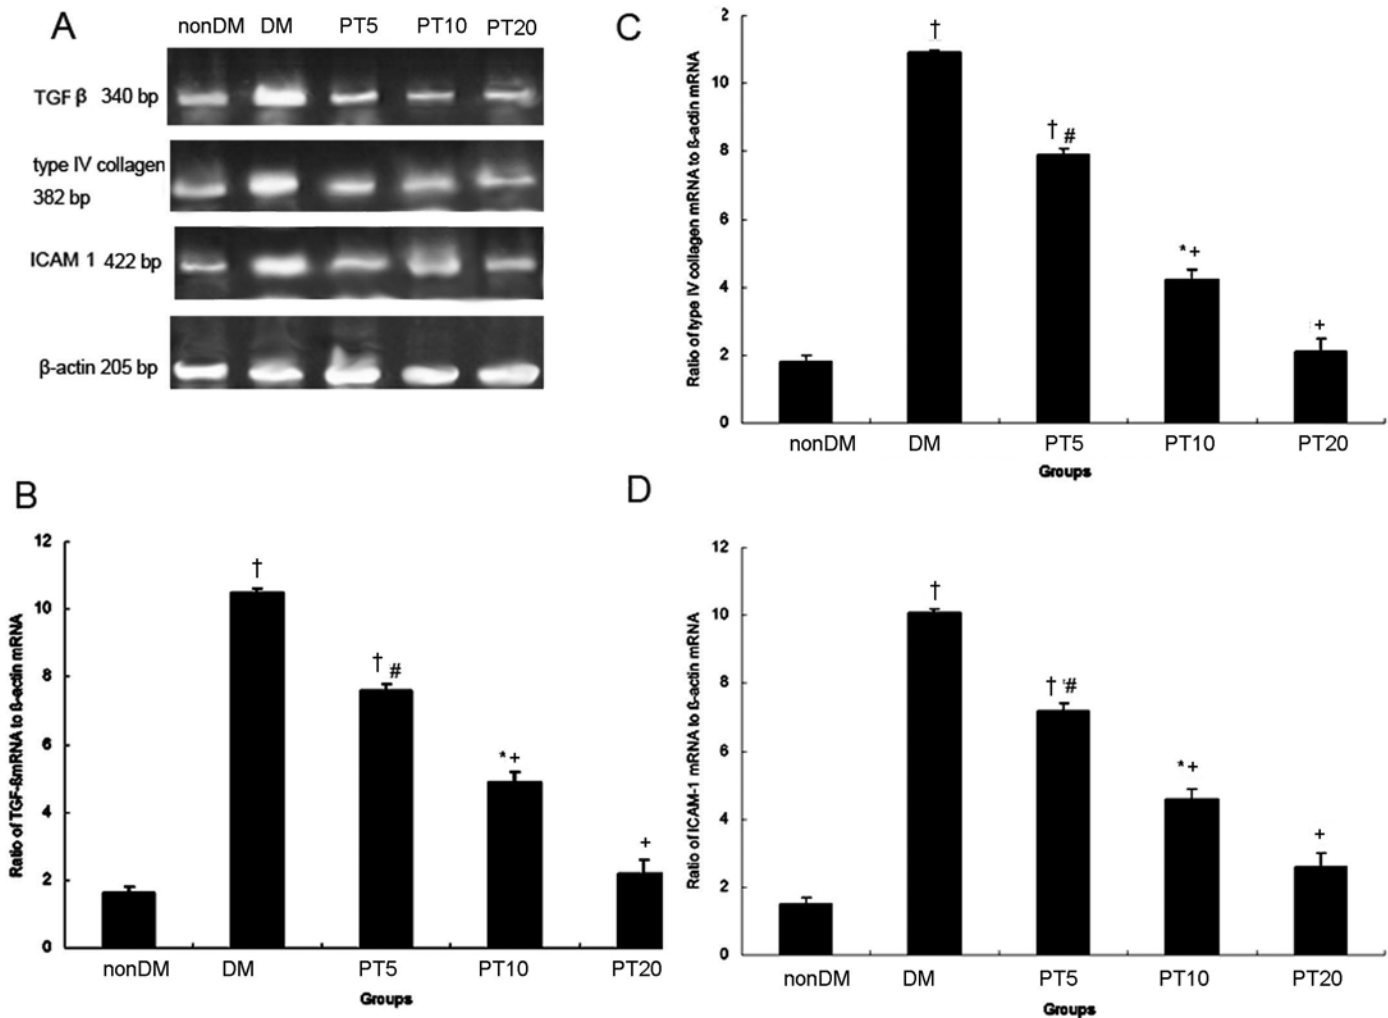 A
nonDM DM PT5 PT10 PT20
TGF β 340 bp
type IV collagen
382 bp
ICAM 1 422 bp
β-actin 205 bp
B
Ratio of TGF-ßmRNA to ß-actin mRNA
12
10
8
6
4
2
0
†
† #
* +
+
nonDM DM PT5 PT10 PT20
Groups
C
Ratio of type IV collagen mRNA to ß-actin mRNA
2
10
8
6
4
2
0
†
† #
* +
+
nonDM DM PT5 PT10 PT20
Groups
D
Ratio of ICAM-1 mRNA to ß-actin mRNA
12
10
8
6
4
2
0
†
† #
* +
+
nonDM DM PT5 PT10 PT20
Groups